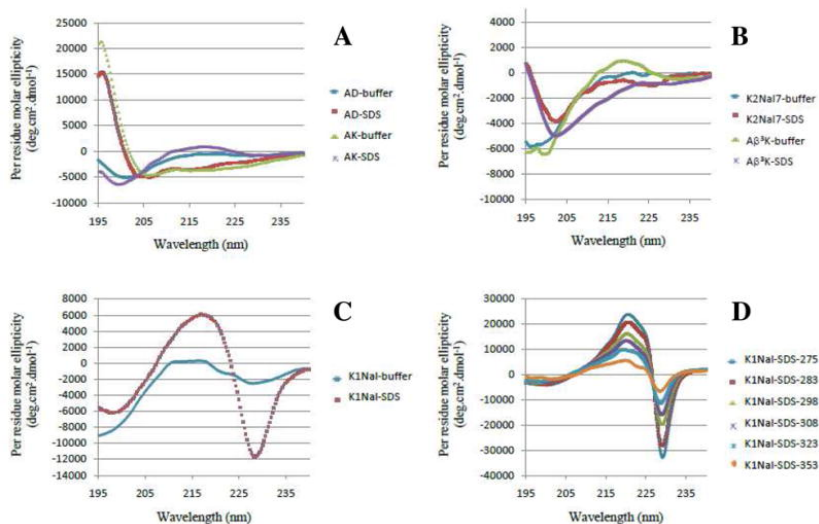 A
Per residue molar ellipticity
(deg.cm².dmol⁻¹)
25000
20000
15000
10000
5000
0
-5000
-10000
195 205 215 225 235
Wavelength (nm)
AD-buffer
AD-SDS
AK-buffer
AK-SDS
B
Per residue molar ellipticity
(deg.cm².dmol⁻¹)
6000
4000
2000
0
-2000
-4000
-6000
-8000
-10000
195 205 215 225 235
Wavelength (nm)
K2Nal7-buffer
K2Nal7-SDS
Aβ³K-buffer
Aβ³K-SDS
C
Per residue molar ellipticity
(deg.cm².dmol⁻¹)
8000
6000
4000
2000
0
-2000
-4000
-6000
-8000
-10000
-12000
-14000
195 205 215 225 235
Wavelength (nm)
K1Nal-buffer
K1Nal-SDS
D
Per residue molar ellipticity
(deg.cm².dmol⁻¹)
30000
20000
10000
0
-10000
-20000
-30000
-40000
195 205 215 225 235
Wavelength (nm)
K1Nal-SDS-275
K1Nal-SDS-283
K1Nal-SDS-298
K1Nal-SDS-308
K1Nal-SDS-323
K1Nal-SDS-353